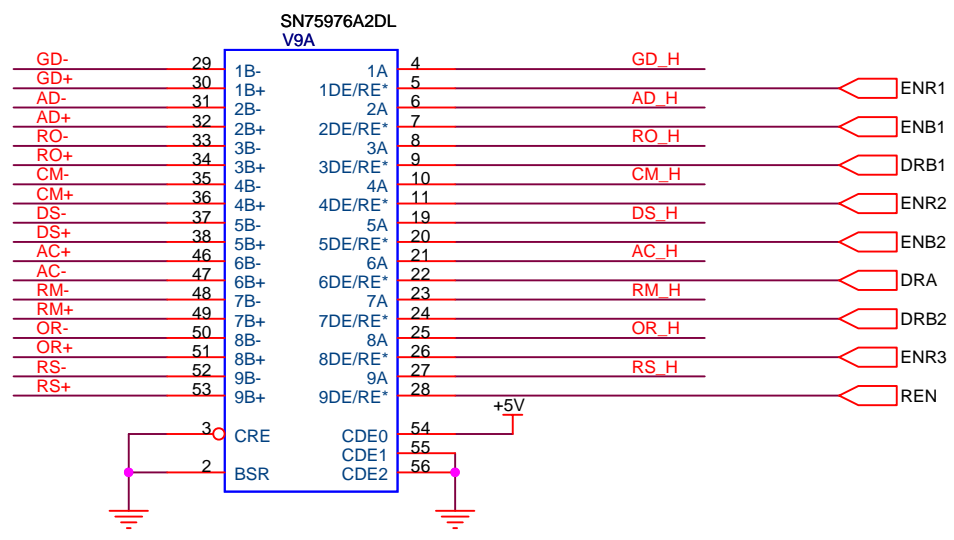 SN75976A2DL
V9A
GD- 29 1B- 1A 4 GD_H
GD+ 30 1B+ 1DE/RE* 5 ENR1
AD- 31 2B- 2A 6 AD_H
AD+ 32 2B+ 2DE/RE* 7 ENB1
RO- 33 3B- 3A 8 RO_H
RO+ 34 3B+ 3DE/RE* 9 DRB1
CM- 35 4B- 4A 10 CM_H
CM+ 36 4B+ 4DE/RE* 11 ENR2
DS- 37 5B- 5A 19 DS_H
DS+ 38 5B+ 5DE/RE* 20 ENB2
AC+ 46 6B- 6A 21 AC_H
AC- 47 6B+ 6DE/RE* 22 DRA
RM- 48 7B- 7A 23 RM_H
RM+ 49 7B+ 7DE/RE* 24 DRB2
OR- 50 8B- 8A 25 OR_H
OR+ 51 8B+ 8DE/RE* 26 ENR3
RS- 52 9B- 9A 27 RS_H
RS+ 53 9B+ 9DE/RE* 28 REN
+5V
3 CRE CDE0 54
CDE1 55
2 BSR CDE2 56